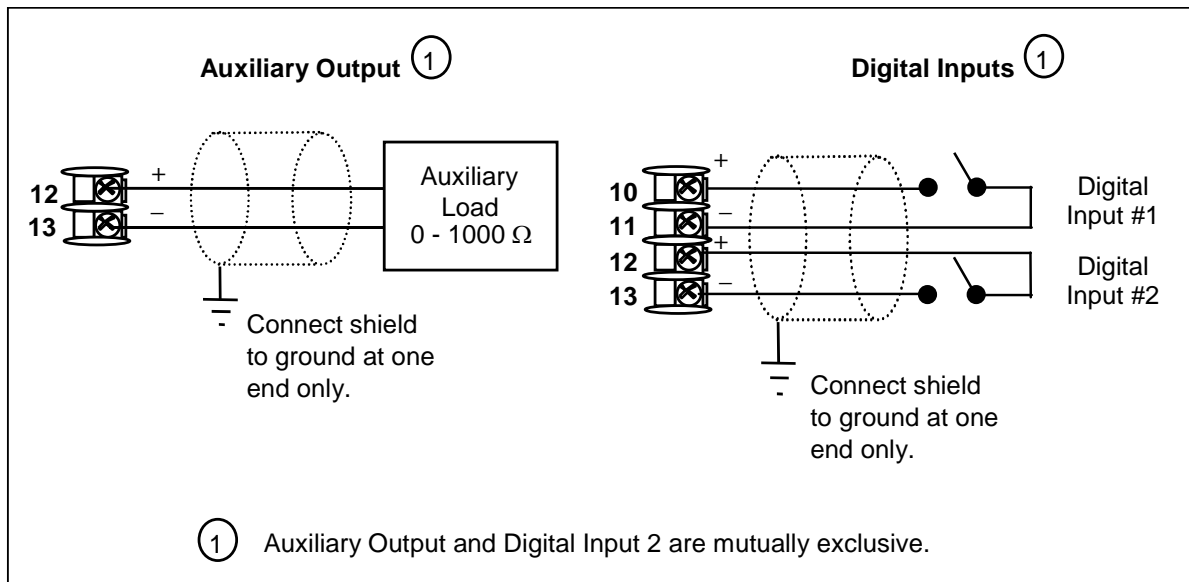 Auxiliary Output 1
12
13
+
–
Auxiliary
Load
0 - 1000 Ω
Connect shield
to ground at one
end only.
Digital Inputs 1
10
11
12
13
+
–
+
–
Digital
Input #1
Digital
Input #2
Connect shield
to ground at one
end only.
1 Auxiliary Output and Digital Input 2 are mutually exclusive.